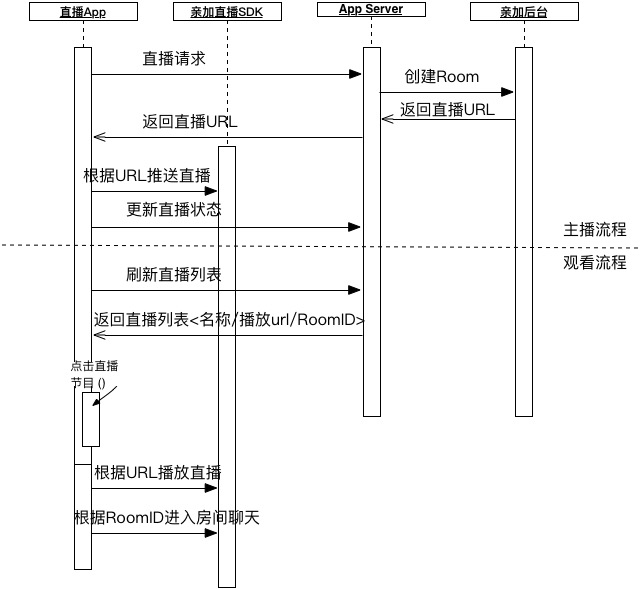 直播App
亲加直播SDK
App Server
亲加后台
直播请求
创建Room
返回直播URL
返回直播URL
根据URL推送直播
更新直播状态
主播流程
观看流程
刷新直播列表
返回直播列表<名称/播放url/RoomID>
点击直播
节目 ()
根据URL播放直播
根据RoomID进入房间聊天